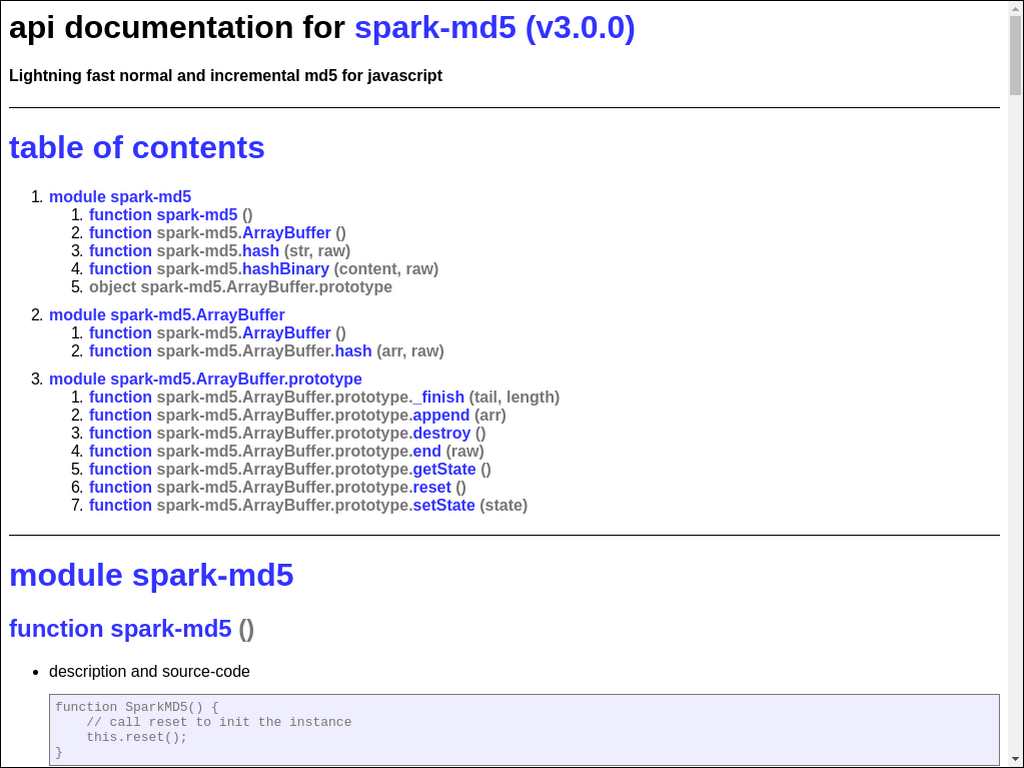 api documentation for spark-md5 (v3.0.0)
Lightning fast normal and incremental md5 for javascript
table of contents
1. module spark-md5
1. function spark-md5 ()
2. function spark-md5.ArrayBuffer ()
3. function spark-md5.hash (str, raw)
4. function spark-md5.hashBinary (content, raw)
5. object spark-md5.ArrayBuffer.prototype
2. module spark-md5.ArrayBuffer
1. function spark-md5.ArrayBuffer ()
2. function spark-md5.ArrayBuffer.hash (arr, raw)
3. module spark-md5.ArrayBuffer.prototype
1. function spark-md5.ArrayBuffer.prototype._finish (tail, length)
2. function spark-md5.ArrayBuffer.prototype.append (arr)
3. function spark-md5.ArrayBuffer.prototype.destroy ()
4. function spark-md5.ArrayBuffer.prototype.end (raw)
5. function spark-md5.ArrayBuffer.prototype.getState ()
6. function spark-md5.ArrayBuffer.prototype.reset ()
7. function spark-md5.ArrayBuffer.prototype.setState (state)
module spark-md5
function spark-md5 ()
• description and source-code
function SparkMD5() {
    // call reset to init the instance
    this.reset();
}